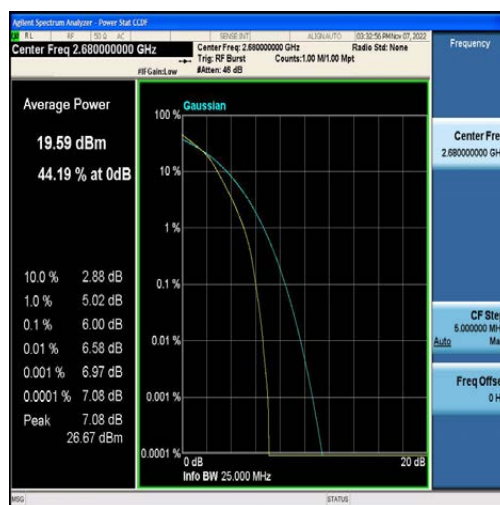 Agilent Spectrum Analyzer - Power Stat CCDF
RL RF 50 Ω AC SENSE:INT ALIGN AUTO 03:32:56 PM Nov 07, 2022
Center Freq 2.680000000 GHz
Center Freq: 2.680000000 GHz Radio Std: None
Trig: RF Burst Counts:1.00 M/1.00 Mpt
#IFGain:Low #Atten: 46 dB
Frequency
Average Power
19.59 dBm
44.19 % at 0dB
10.0 % 2.88 dB
1.0 % 5.02 dB
0.1 % 6.00 dB
0.01 % 6.58 dB
0.001 % 6.97 dB
0.0001 % 7.08 dB
Peak 7.08 dB
26.67 dBm
Gaussian
100 %
10 %
1 %
0.1 %
0.01 %
0.001 %
0.0001 %
0 dB 20 dB
Info BW 25.000 MHz
Center Fre
2.680000000 GH
CF Ste
5.000000 MH
Auto Ma
Freq Offse
0 H
MSG STATUS